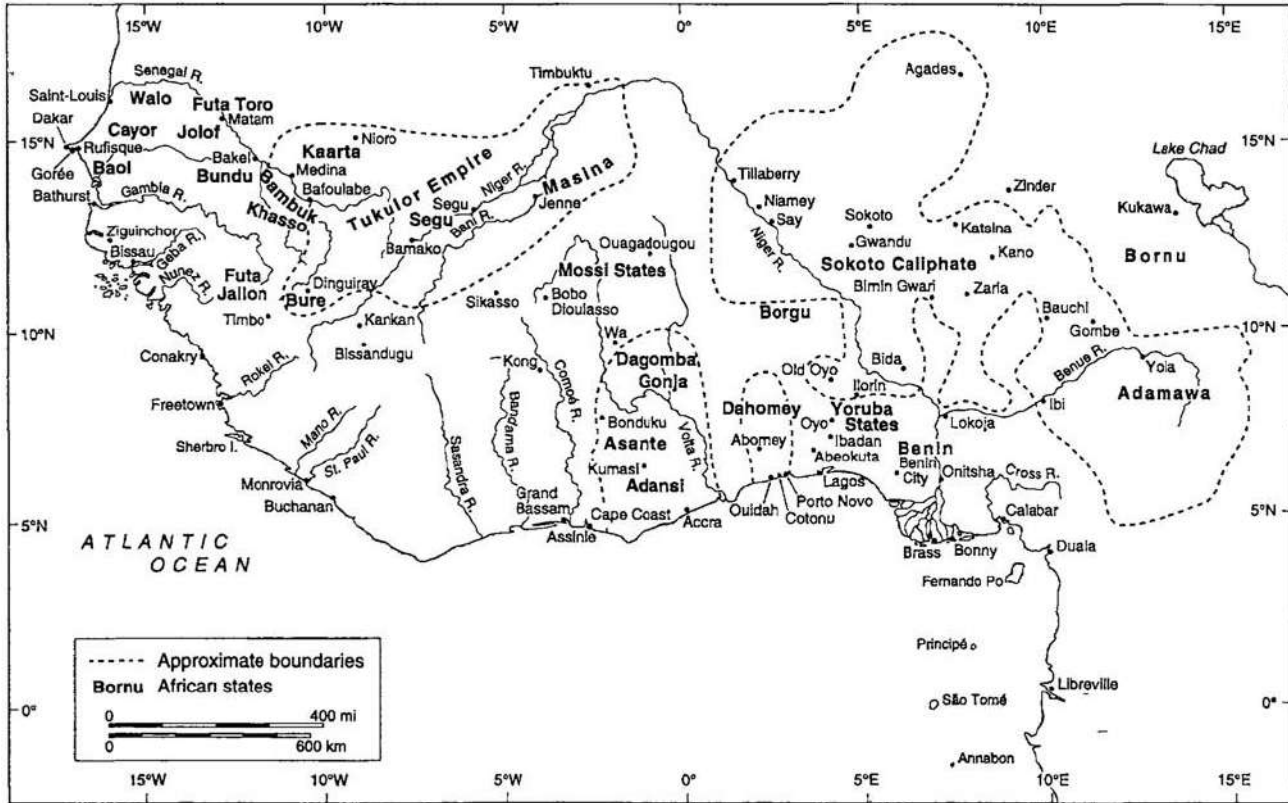 15°W
10°W
5°W
0°
5°E
10°E
15°E
Senegal R.
Timbuktu
Agades
Saint-Louis
Walo
Futa Toro
Dakar
Cayor
Jolof
Matam
15°N
Rufisque
Kaarta
Nioro
15°N
Lake Chad
Gorée
Baol
Bakel
Medina
Tukulor Empire
Niger R.
Masina
Tillaberry
Zinder
Bathurst
Gambia R.
Bundu
Bambuk
Bafoulabe
Segu
Jenne
Niamey
Kukawa
Khasso
Segu
Bani R.
Say
Sokoto
Katsina
Ziguinchor
Bamako
Ouagadougou
Gwandu
Kano
Bornu
Bissau
Geba R.
Niger R.
Sokoto Caliphate
Nunez R.
Futa
Jallon
Dinguiray
Mossi States
Birnin Gwari
Zaria
Bure
Sikasso
Bobo
Dioulasso
Bauchi
Timbo
Kankan
Borgu
Gombe
10°N
Wa
10°N
Conakry
Rokel R.
Bissandugu
Kong
Comoé R.
Dagomba
Gonja
Old Oyo
Bida
Benue R.
Yola
Ilorin
Adamawa
Freetown
Mano R.
Bandama R.
Bonduku
Dahomey
Yoruba
States
Lokoja
Ibi
Oyo
Sherbro I.
St. Paul R.
Sasandra R.
Asante
Volta R.
Abomey
Ibadan
Benin
Kumasi
Abeokuta
Benin
City
Onitsha
Cross R.
Monrovia
Adansi
Lagos
Buchanan
Grand
Bassam
Cape Coast
Ouidah
Porto Novo
Calabar
5°N
Accra
Cotonu
5°N
Assinie
Brass
Bonny
Duala
ATLANTIC
OCEAN
Fernando Po
Principé
Approximate boundaries
Bornu African states
Libreville
0 400 mi
0 600 km
0°
São Tomé
0°
Annabon
15°W
10°W
5°W
0°
5°E
10°E
15°E